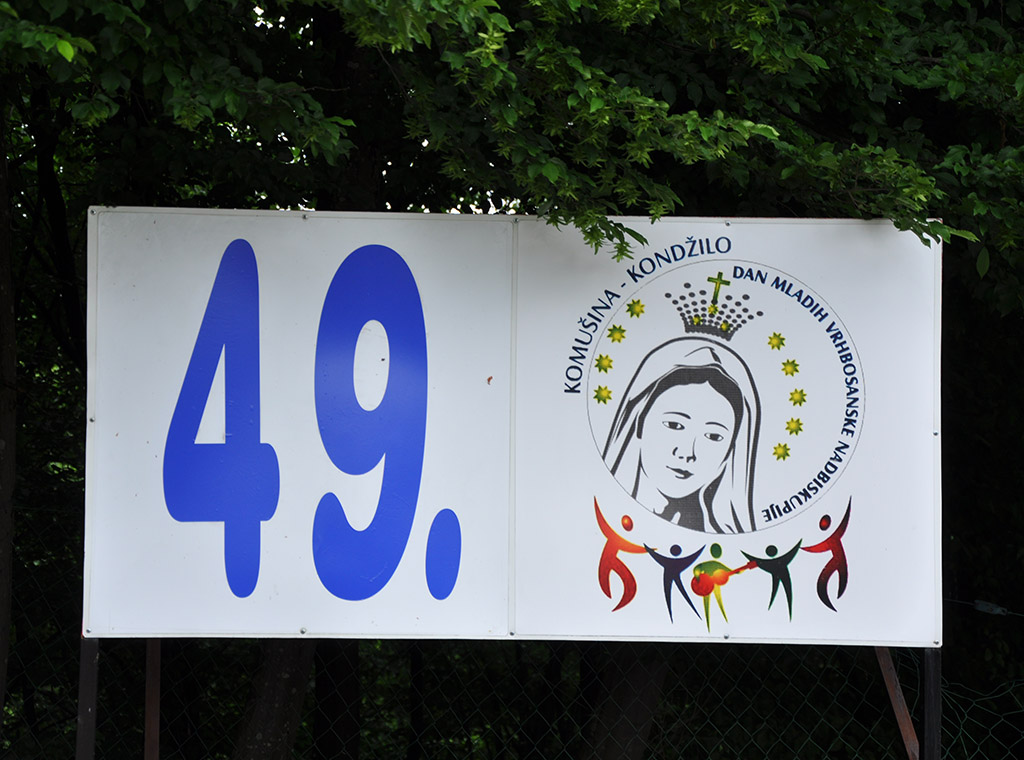 49.
KOMUŠINA - KONDŽILO
DAN MLADIH VRHBOSANSKE NADBISKUPIJE